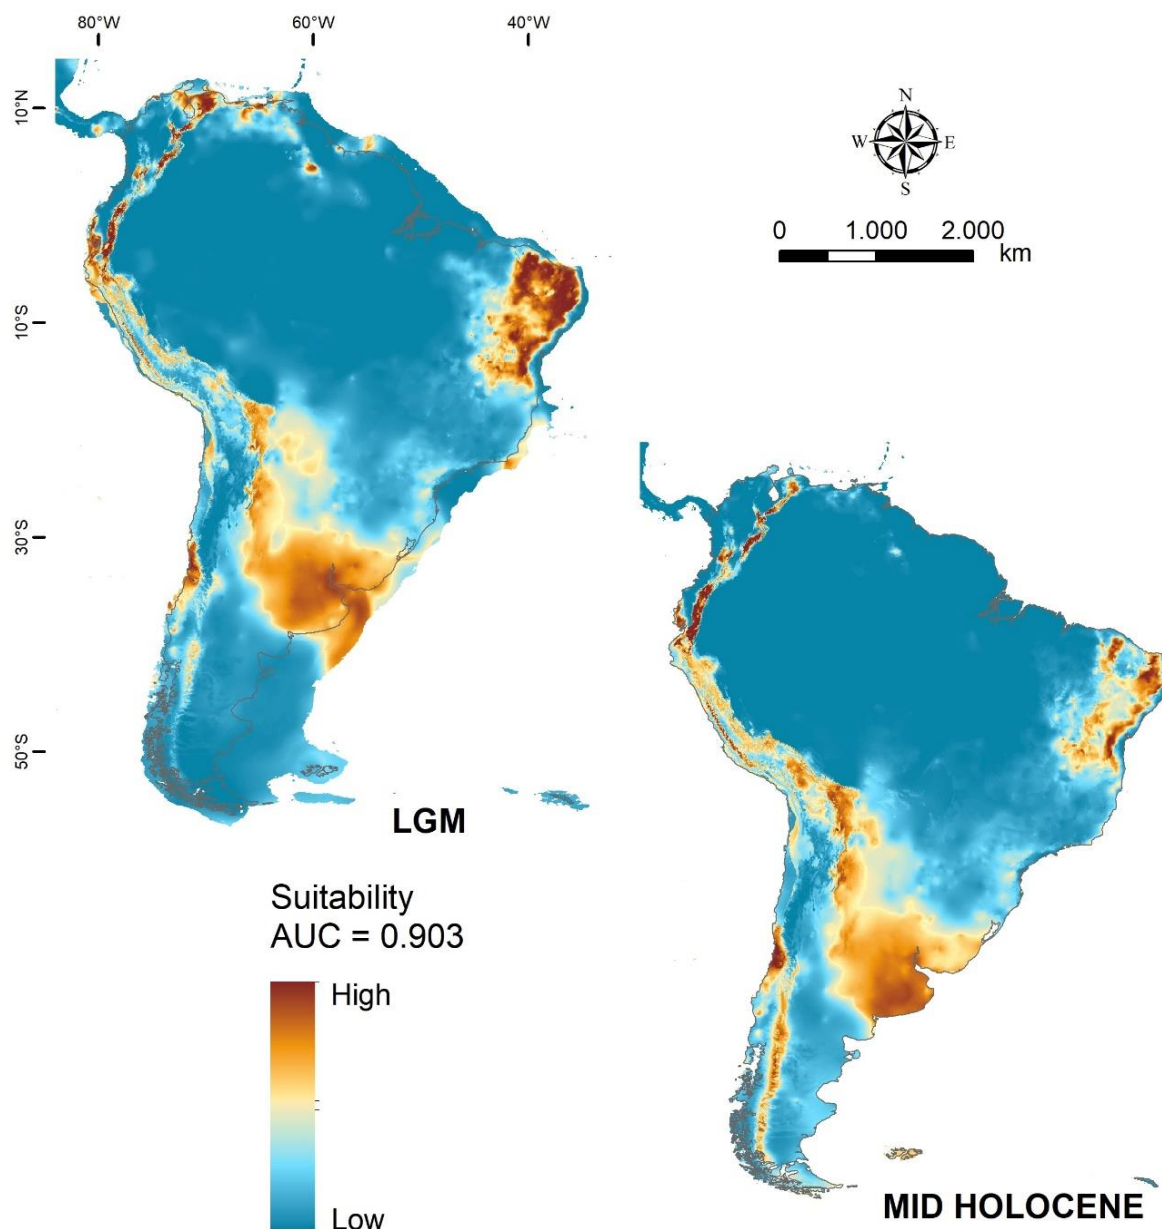 80°W 60°W 40°W
10°N
10°S
30°S
50°S
N
W E
S
0 1.000 2.000
km
LGM
Suitability
AUC = 0.903
High
Low
MID HOLOCENE